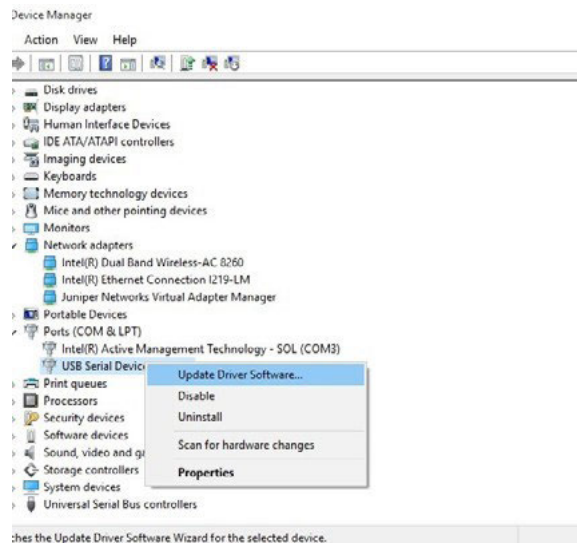 Device Manager
Action View Help
Disk drives
Display adapters
Human Interface Devices
IDE ATA/ATAPI controllers
Imaging devices
Keyboards
Memory technology devices
Mice and other pointing devices
Monitors
Network adapters
Intel(R) Dual Band Wireless-AC 8260
Intel(R) Ethernet Connection I219-LM
Juniper Networks Virtual Adapter Manager
Portable Devices
Ports (COM & LPT)
Intel(R) Active Management Technology - SOL (COM3)
USB Serial Device
Update Driver Software...
Disable
Uninstall
Scan for hardware changes
Properties
Print queues
Processors
Security devices
Software devices
Sound, video and
Storage controllers
System devices
Universal Serial Bus controllers
ches the Update Driver Software Wizard for the selected device.